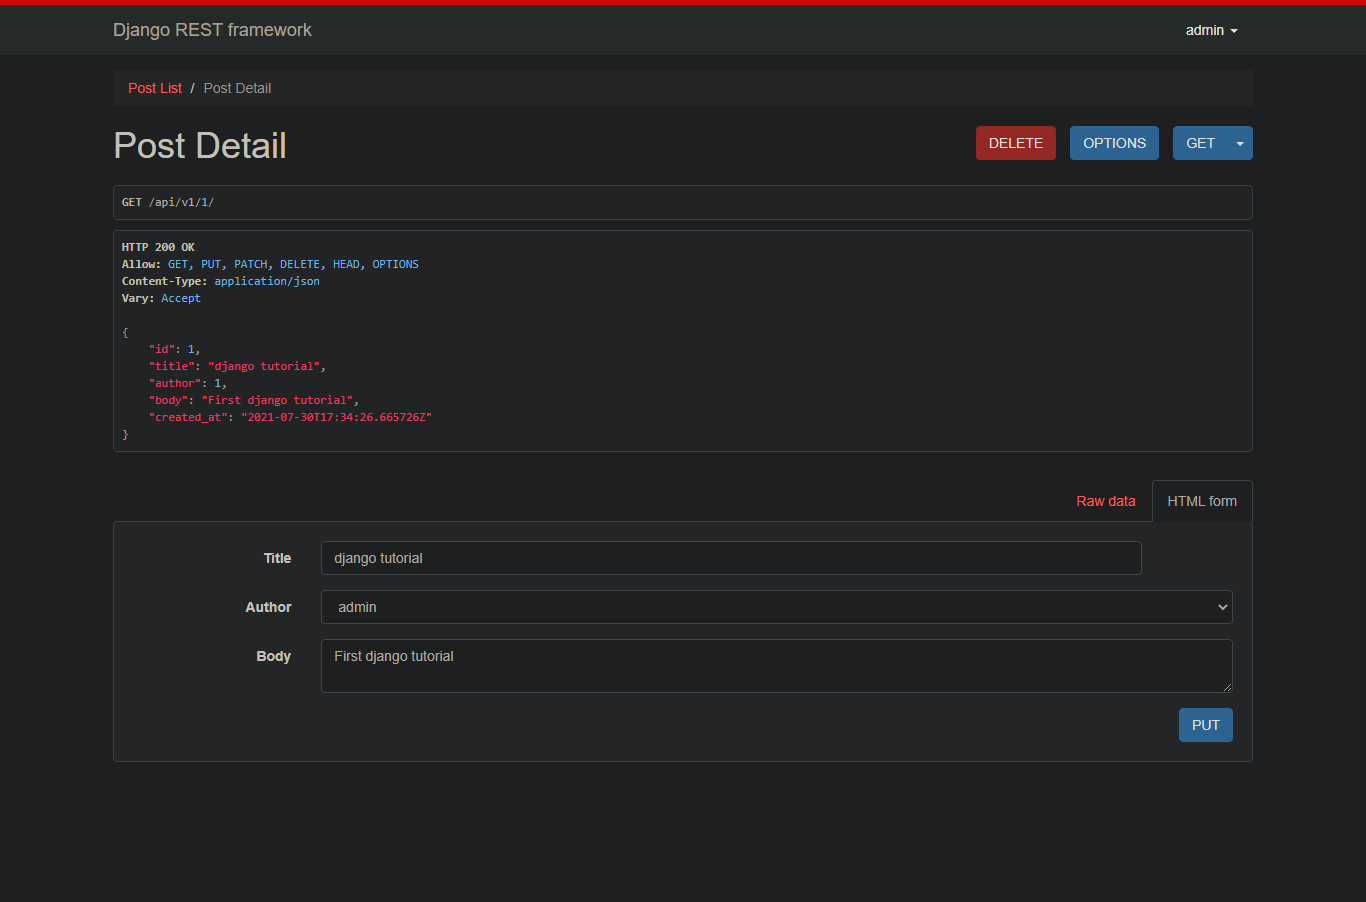 Django REST framework
admin
Post List / Post Detail
Post Detail
DELETE
OPTIONS
GET
GET /api/v1/1/
HTTP 200 OK
Allow: GET, PUT, PATCH, DELETE, HEAD, OPTIONS
Content-Type: application/json
Vary: Accept
{
    "id": 1,
    "title": "django tutorial",
    "author": 1,
    "body": "First django tutorial",
    "created_at": "2021-07-30T17:34:26.665726Z"
}
Raw data
HTML form
Title
django tutorial
Author
admin
Body
First django tutorial
PUT